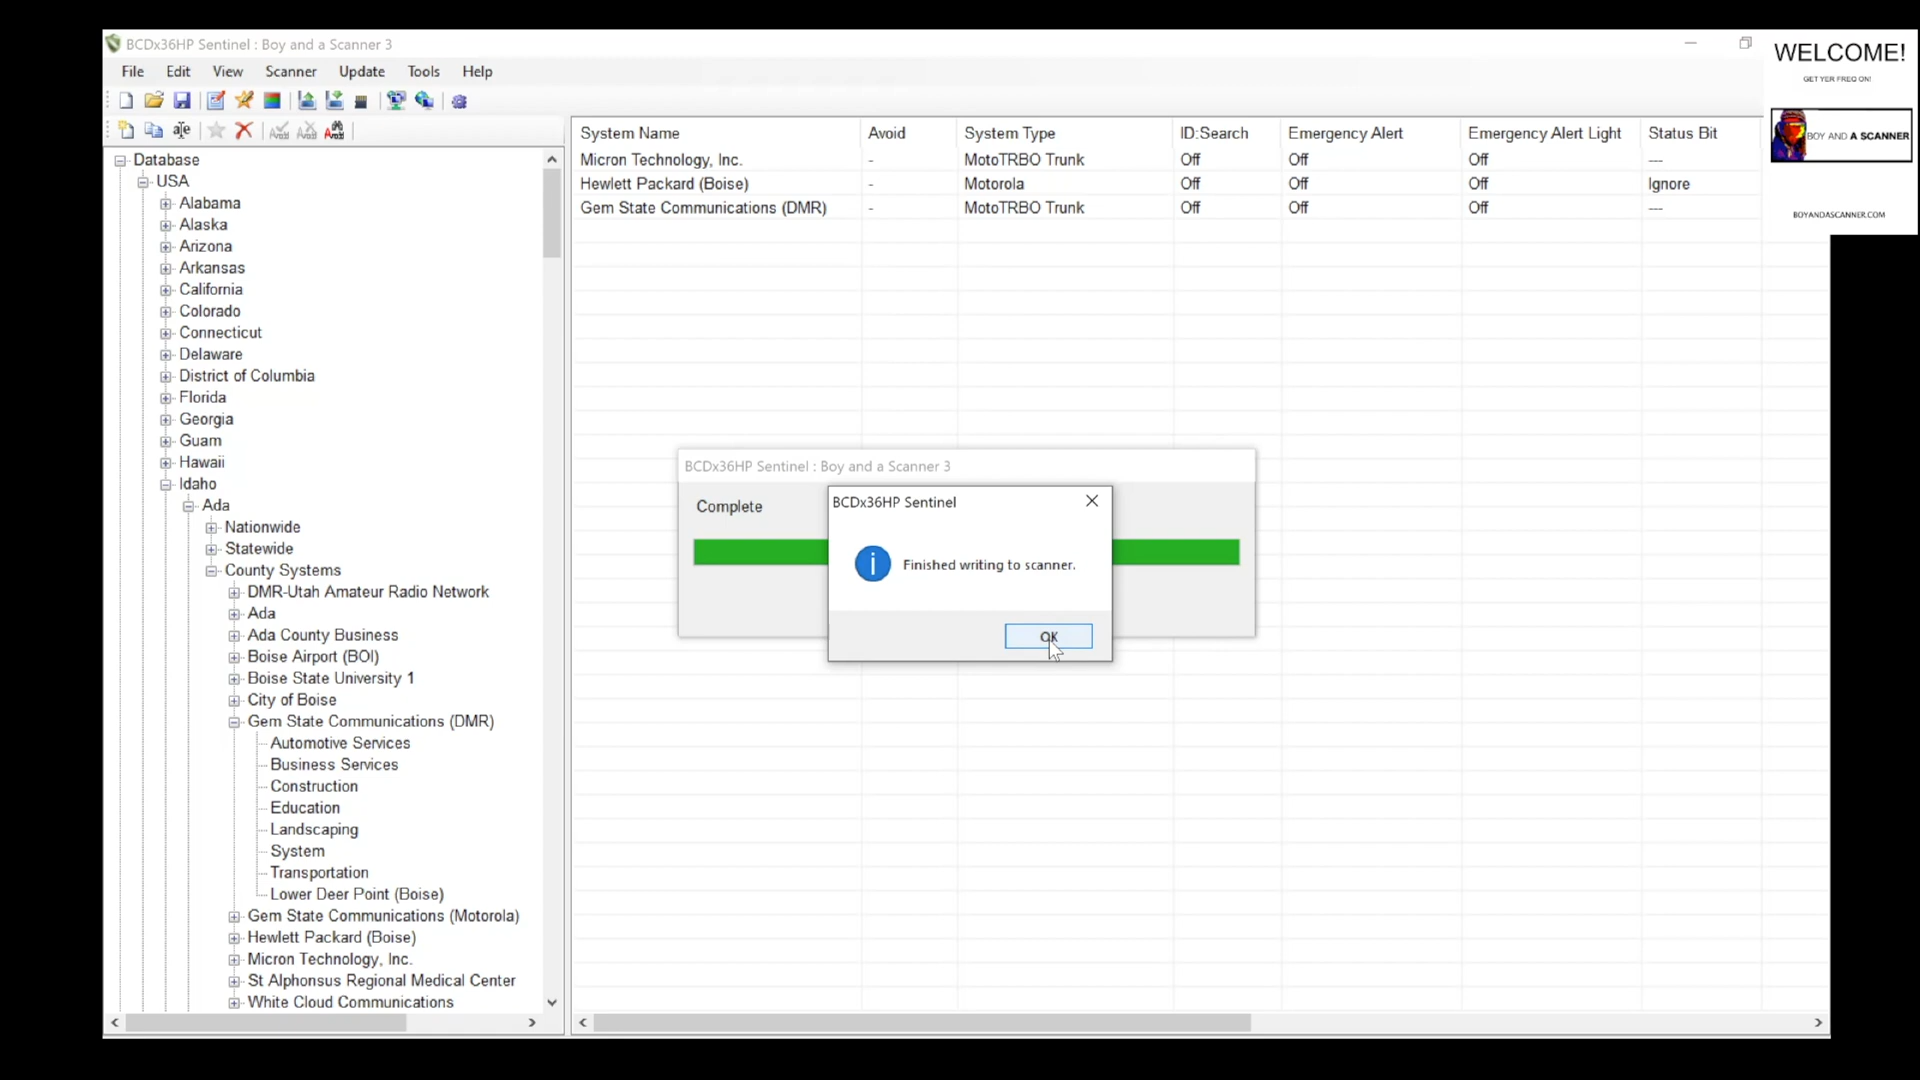 BCDx36HP Sentinel : Boy and a Scanner 3
File Edit View Scanner Update Tools Help
WELCOME!
GET YER FREQ ON!
BOY AND A SCANNER
BOYANDASCANNER.COM
Database
USA
Alabama
Alaska
Arizona
Arkansas
California
Colorado
Connecticut
Delaware
District of Columbia
Florida
Georgia
Guam
Hawaii
Idaho
Ada
Nationwide
Statewide
County Systems
DMR-Utah Amateur Radio Network
Ada
Ada County Business
Boise Airport (BOI)
Boise State University 1
City of Boise
Gem State Communications (DMR)
Automotive Services
Business Services
Construction
Education
Landscaping
System
Transportation
Lower Deer Point (Boise)
Gem State Communications (Motorola)
Hewlett Packard (Boise)
Micron Technology, Inc.
St Alphonsus Regional Medical Center
White Cloud Communications
System Name Avoid System Type ID:Search Emergency Alert Emergency Alert Light Status Bit
Micron Technology, Inc. - MotoTRBO Trunk Off Off Off ---
Hewlett Packard (Boise) - Motorola Off Off Off Ignore
Gem State Communications (DMR) - MotoTRBO Trunk Off Off Off ---
BCDx36HP Sentinel : Boy and a Scanner 3
Complete
BCDx36HP Sentinel
Finished writing to scanner.
OK